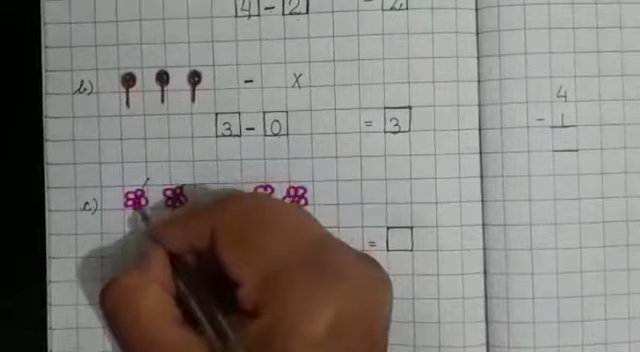 4 - 2 = 2
b) - x
3 - 0 = 3
c)
=
4
- 1